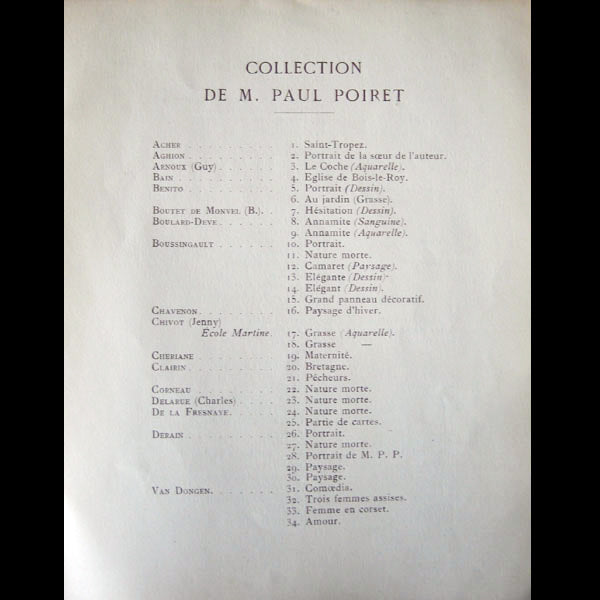 COLLECTION
DE M. PAUL POIRET
ACHER . . . . . . . . . 1. Saint-Tropez.
AGHION . . . . . . . . 2. Portrait de la sœur de l'auteur.
ARNOUX (Guy) . . . . . 3. Le Coche (Aquarelle).
BAIN . . . . . . . . . 4. Eglise de Bois-le-Roy.
BENITO . . . . . . . . 5. Portrait (Dessin).
6. Au jardin (Grasse).
BOUTET DE MONVEL (B.). . 7. Hésitation (Dessin).
BOULARD-DEVE . . . . . . 8. Annamite (Sanguine).
9. Annamite (Aquarelle).
BOUSSINGAULT . . . . . . 10. Portrait.
11. Nature morte.
12. Camaret (Paysage).
13. Elégante (Dessin).
14. Elégant (Dessin).
15. Grand panneau décoratif.
CHAVENON . . . . . . . 16. Paysage d'hiver.
CHIVOT (Jenny)
Ecole Martine. 17. Grasse (Aquarelle).
18. Grasse —
CHERIANE . . . . . . . 19. Maternité.
CLAIRIN . . . . . . . . 20. Bretagne.
21. Pêcheurs.
CORNEAU . . . . . . . . 22. Nature morte.
DELARUE (Charles) . . . . 23. Nature morte.
DE LA FRESNAYE. . . . . 24. Nature morte.
25. Partie de cartes.
DERAIN . . . . . . . . 26. Portrait.
27. Nature morte.
28. Portrait de M. P. P.
29. Paysage.
30. Paysage.
VAN DONGEN. . . . . . . 31. Comœdia.
32. Trois femmes assises.
33. Femme en corset.
34. Amour.